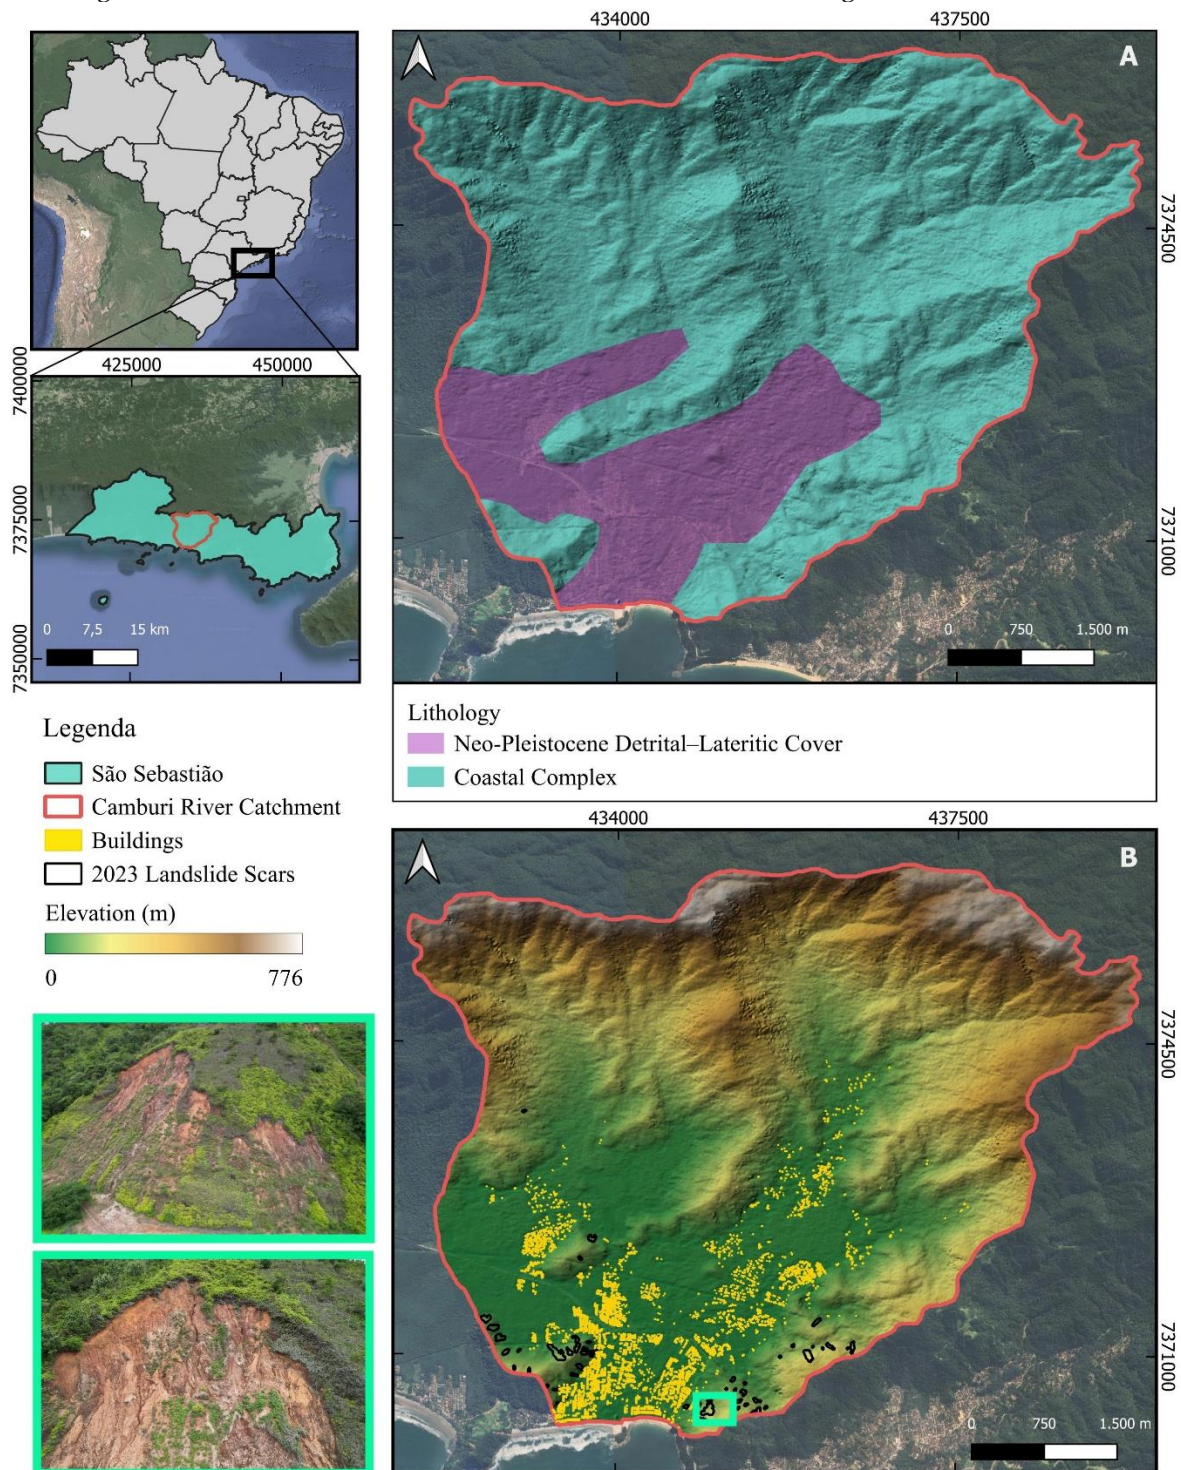 434000
437500
A
7374500
7371000
0
750
1.500 m
425000
450000
7400000
7375000
7350000
0
7,5
15 km
Lithology
Neo-Pleistocene Detrital–Lateritic Cover
Coastal Complex
Legenda
São Sebastião
Camburi River Catchment
Buildings
2023 Landslide Scars
Elevation (m)
0
776
434000
437500
B
7374500
7371000
0
750
1.500 m